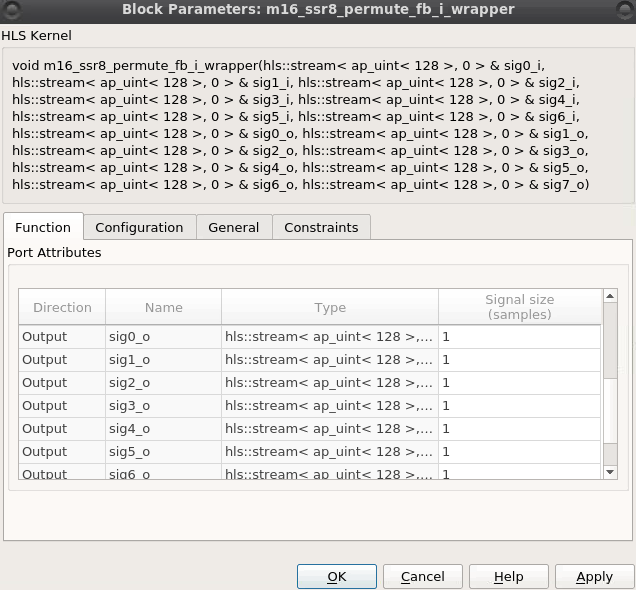 Block Parameters: m16_ssr8_permute_fb_i_wrapper
HLS Kernel
void m16_ssr8_permute_fb_i_wrapper(hls::stream< ap_uint< 128 >, 0 > & sig0_i,
hls::stream< ap_uint< 128 >, 0 > & sig1_i, hls::stream< ap_uint< 128 >, 0 > & sig2_i,
hls::stream< ap_uint< 128 >, 0 > & sig3_i, hls::stream< ap_uint< 128 >, 0 > & sig4_i,
hls::stream< ap_uint< 128 >, 0 > & sig5_i, hls::stream< ap_uint< 128 >, 0 > & sig6_i,
hls::stream< ap_uint< 128 >, 0 > & sig0_o, hls::stream< ap_uint< 128 >, 0 > & sig1_o,
hls::stream< ap_uint< 128 >, 0 > & sig2_o, hls::stream< ap_uint< 128 >, 0 > & sig3_o,
hls::stream< ap_uint< 128 >, 0 > & sig4_o, hls::stream< ap_uint< 128 >, 0 > & sig5_o,
hls::stream< ap_uint< 128 >, 0 > & sig6_o, hls::stream< ap_uint< 128 >, 0 > & sig7_o)
Function Configuration General Constraints
Port Attributes
Direction Name Type Signal size
(samples)
Output sig0_o hls::stream< ap_uint< 128 >,... 1
Output sig1_o hls::stream< ap_uint< 128 >,... 1
Output sig2_o hls::stream< ap_uint< 128 >,... 1
Output sig3_o hls::stream< ap_uint< 128 >,... 1
Output sig4_o hls::stream< ap_uint< 128 >,... 1
Output sig5_o hls::stream< ap_uint< 128 >,... 1
Output sig6_o hls::stream< ap_uint< 128 >,... 1
OK Cancel Help Apply